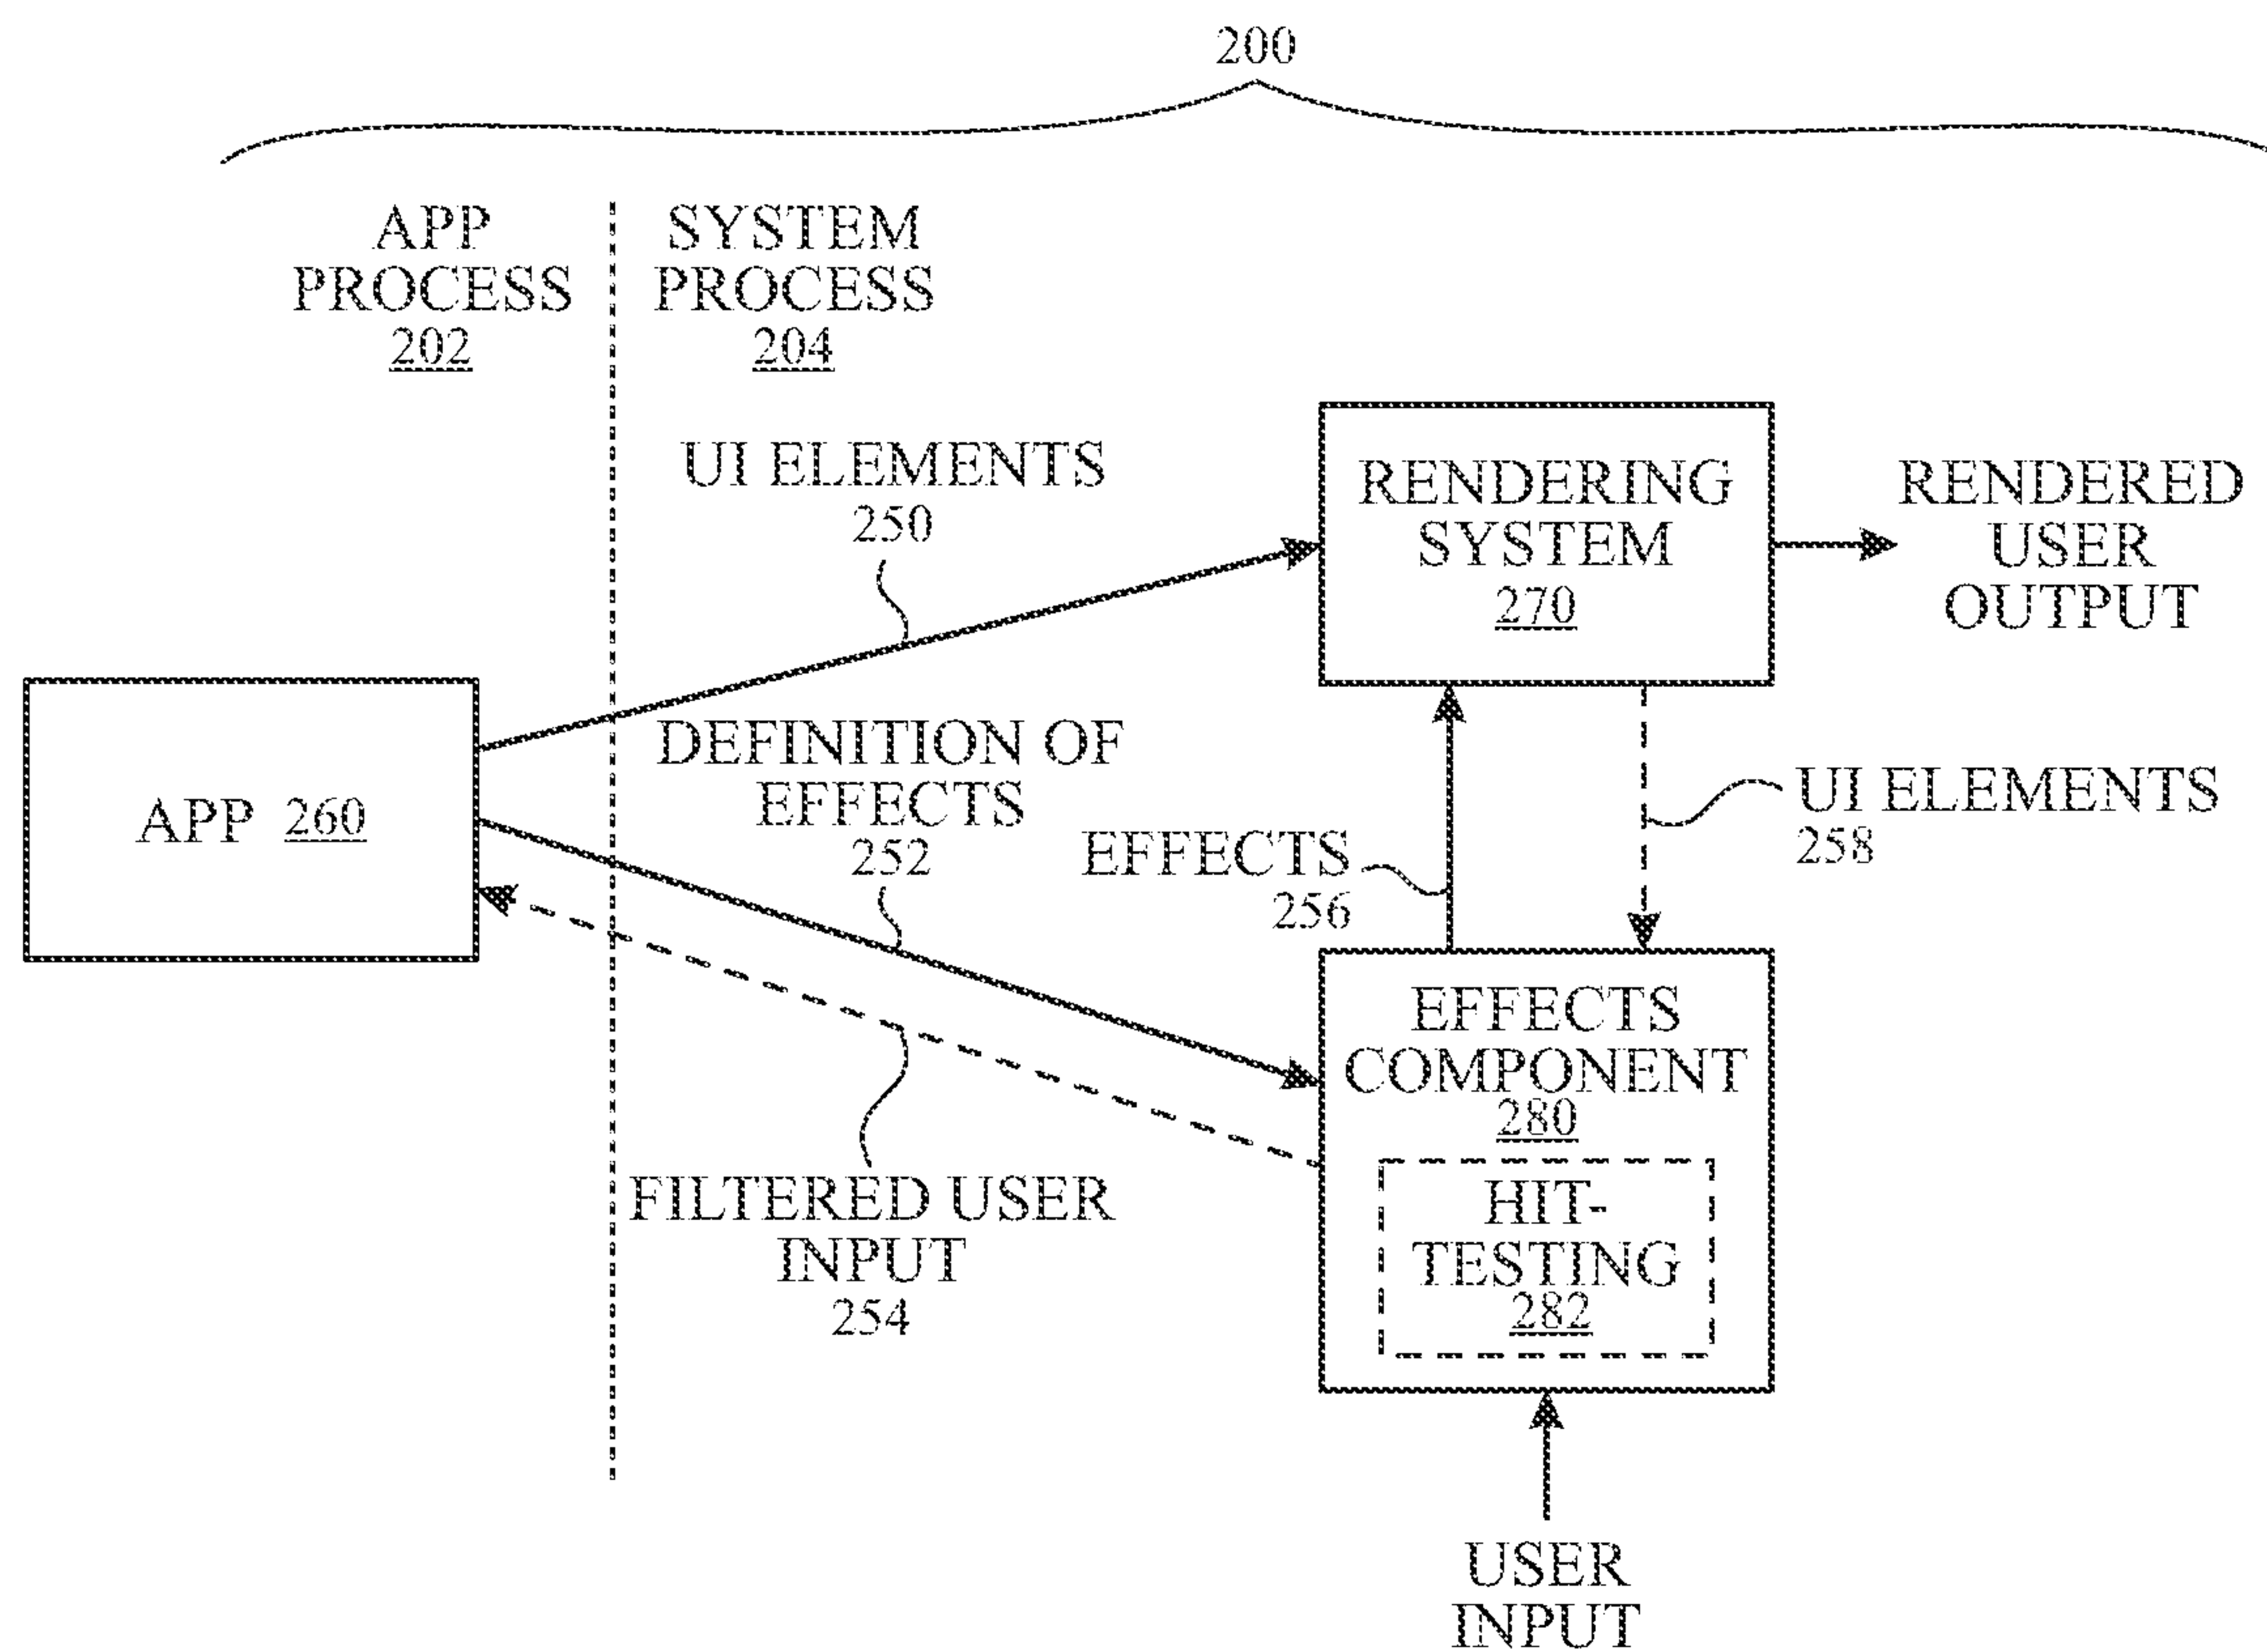 200
APP
PROCESS
202
SYSTEM
PROCESS
204
UI ELEMENTS
250
RENDERING
SYSTEM
270
RENDERED
USER
OUTPUT
APP 260
DEFINITION OF
EFFECTS
252
EFFECTS
256
UI ELEMENTS
258
FILTERED USER
INPUT
254
EFFECTS
COMPONENT
280
HIT-
TESTING
282
USER
INPUT